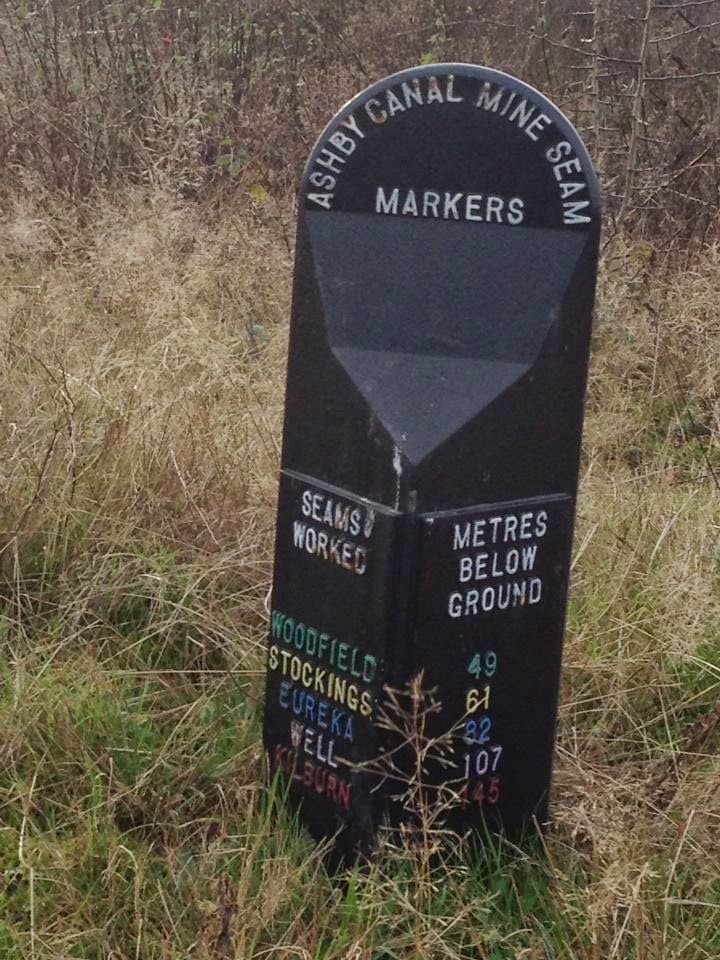 ASHBY CANAL MINE SEAM
MARKERS
SEAMS
WORKED
METRES
BELOW
GROUND
WOODFIELD 49
STOCKINGS 61
EUREKA 82
WELL 107
KILBURN 145